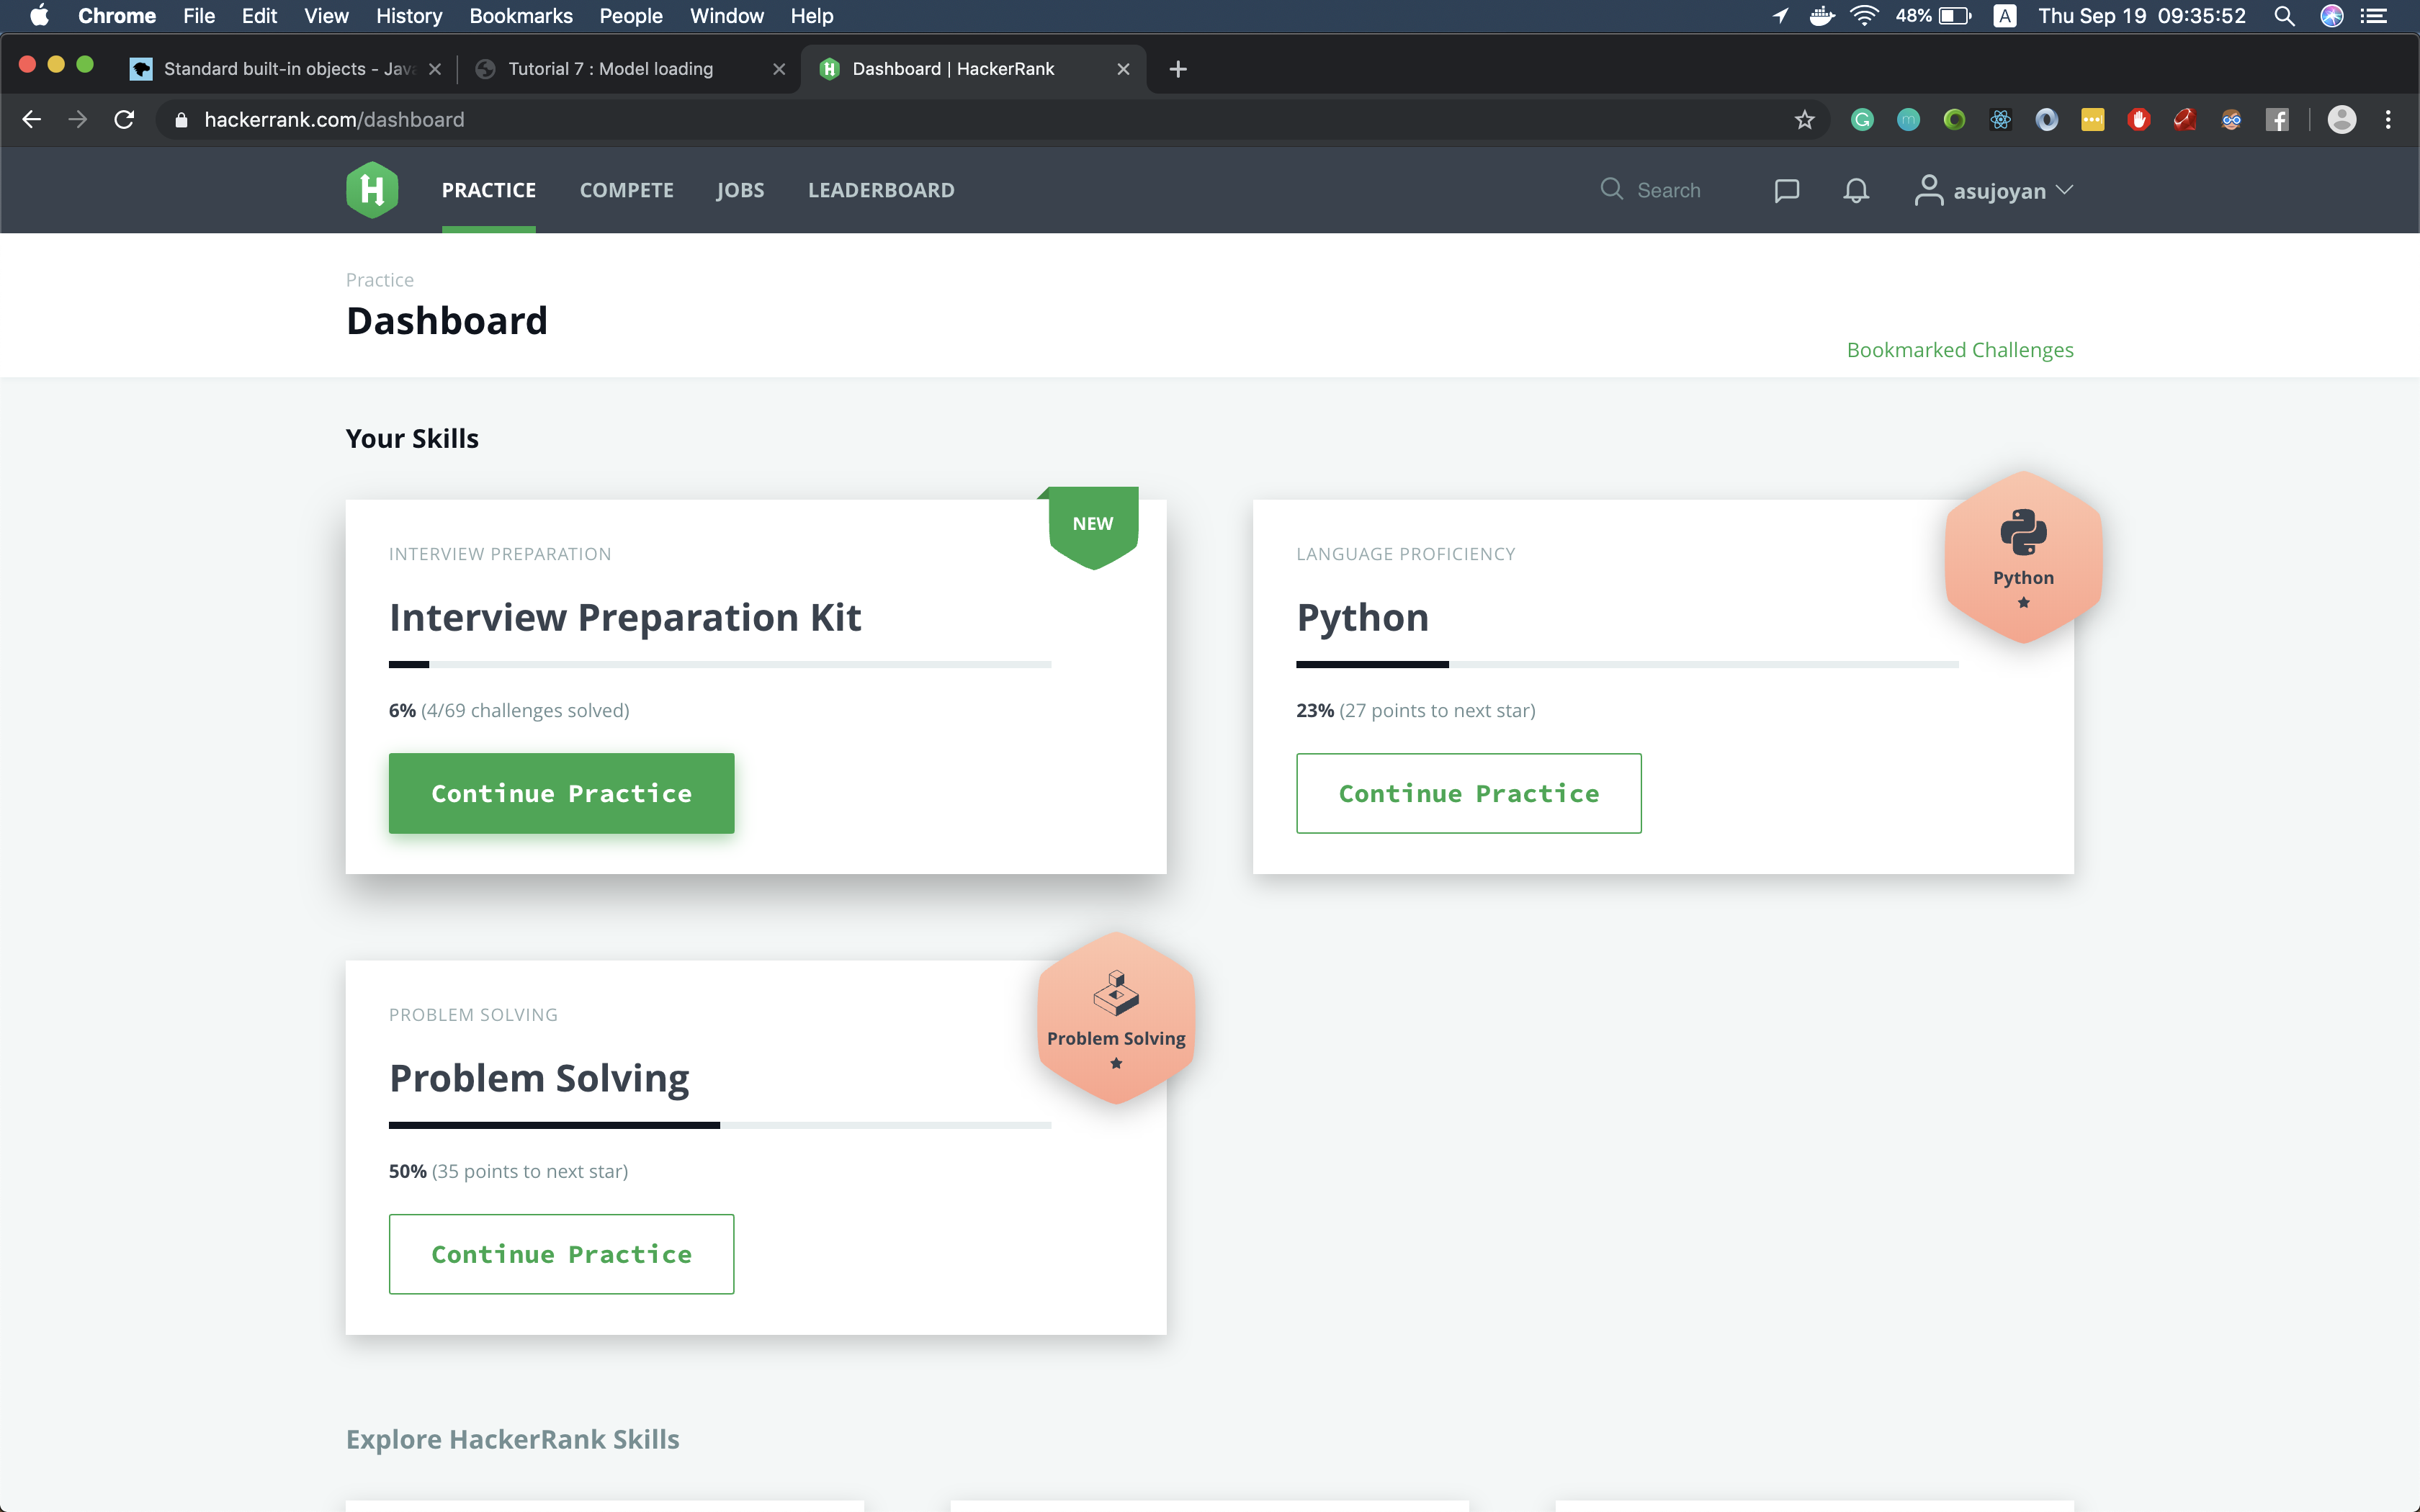 Chrome File Edit View History Bookmarks People Window Help 48% A Thu Sep 19 09:35:52
Standard built-in objects - Jav Tutorial 7 : Model loading Dashboard | HackerRank
hackerrank.com/dashboard
PRACTICE COMPETE JOBS LEADERBOARD Search asujoyan
Practice
Dashboard
Bookmarked Challenges
Your Skills
NEW
INTERVIEW PREPARATION
Interview Preparation Kit
6% (4/69 challenges solved)
Continue Practice
LANGUAGE PROFICIENCY
Python
Python
23% (27 points to next star)
Continue Practice
PROBLEM SOLVING
Problem Solving
Problem Solving
50% (35 points to next star)
Continue Practice
Explore HackerRank Skills